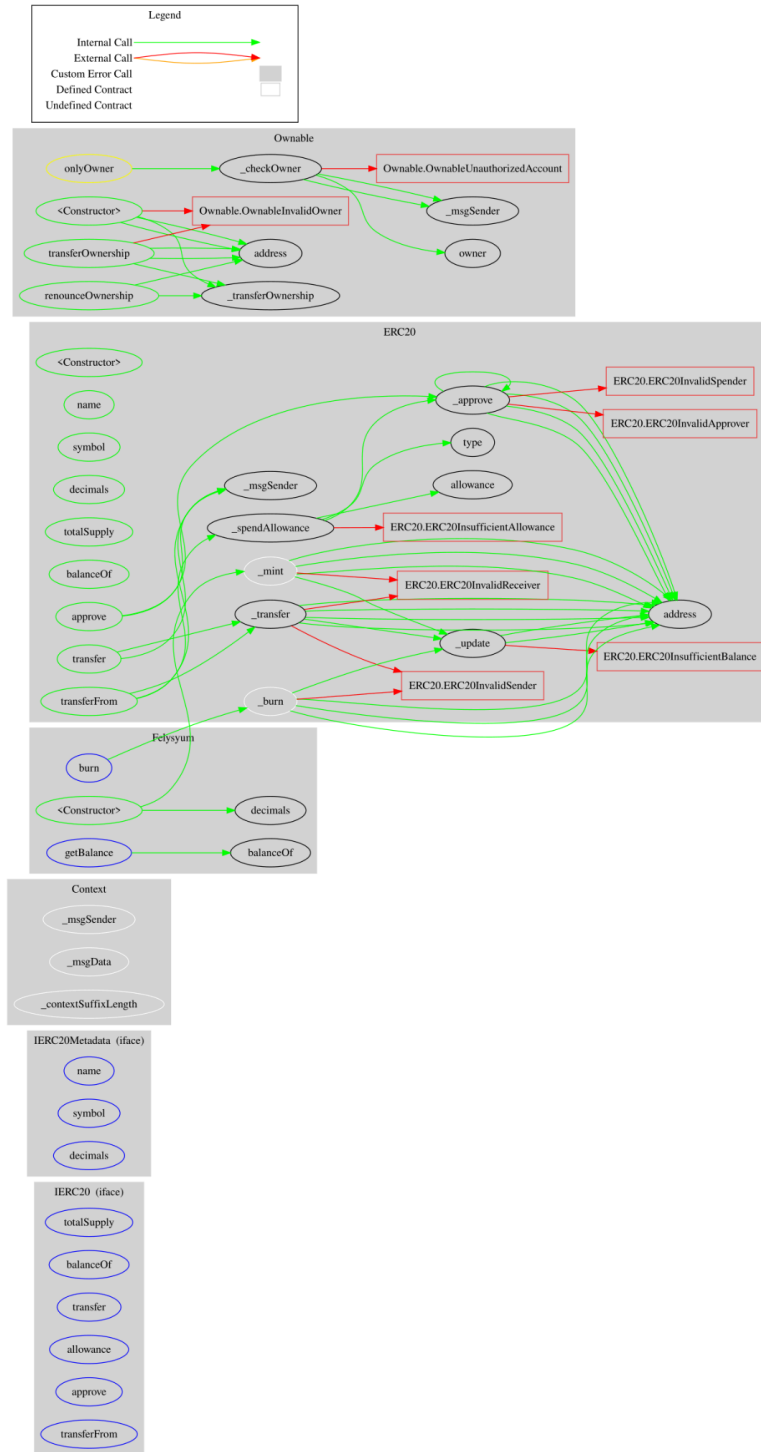 Legend
Internal Call
External Call
Custom Error Call
Defined Contract
Undefined Contract
Ownable
onlyOwner
_checkOwner
Ownable.OwnableUnauthorizedAccount
<Constructor>
Ownable.OwnableInvalidOwner
_msgSender
transferOwnership
address
owner
renounceOwnership
_transferOwnership
ERC20
<Constructor>
name
symbol
decimals
totalSupply
balanceOf
approve
transfer
transferFrom
_msgSender
_spendAllowance
_mint
_transfer
_burn
_approve
type
allowance
ERC20.ERC20InsufficientAllowance
ERC20.ERC20InvalidReceiver
_update
ERC20.ERC20InvalidSender
ERC20.ERC20InvalidSpender
ERC20.ERC20InvalidApprover
address
ERC20.ERC20InsufficientBalance
Felysyum
burn
<Constructor>
decimals
getBalance
balanceOf
Context
_msgSender
_msgData
_contextSuffixLength
IERC20Metadata (iface)
name
symbol
decimals
IERC20 (iface)
totalSupply
balanceOf
transfer
allowance
approve
transferFrom